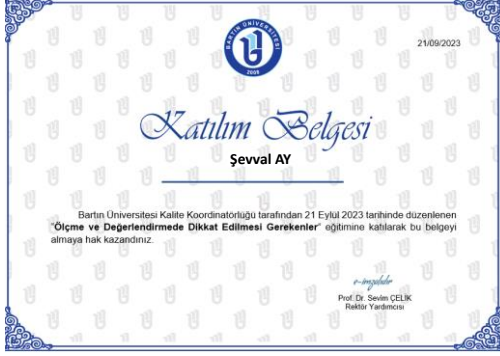 BARTIN ÜNİVERSİTESİ
2008
21/09/2023
Katılım Belgesi
Şevval AY
Bartın Üniversitesi Kalite Koordinatörlüğü tarafından 21 Eylül 2023 tarihinde düzenlenen
"Ölçme ve Değerlendirmede Dikkat Edilmesi Gerekenler" eğitimine katılarak bu belgeyi
almaya hak kazandınız.
e-imzalıdır
Prof. Dr. Sevim ÇELİK
Rektör Yardımcısı